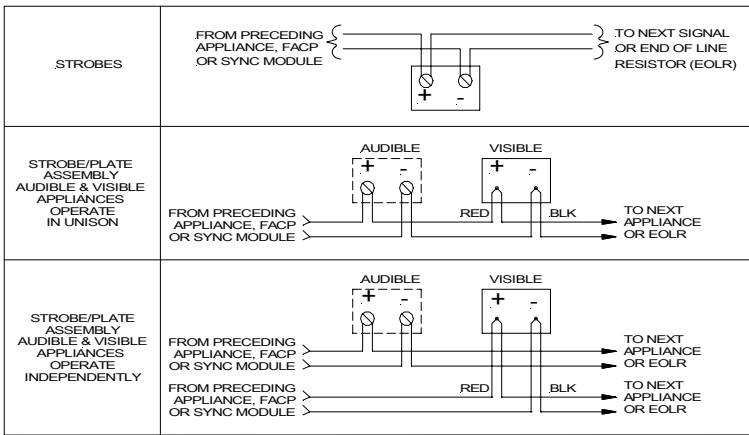 STROBES
FROM PRECEDING
APPLIANCE, FACP
OR SYNC MODULE
TO NEXT SIGNAL
OR END OF LINE
RESISTOR (EOLR)
+ -
STROBE/PLATE
ASSEMBLY
AUDIBLE & VISIBLE
APPLIANCES
OPERATE
IN UNISON
AUDIBLE
+ -
VISIBLE
+ -
FROM PRECEDING
APPLIANCE, FACP
OR SYNC MODULE
RED
BLK
TO NEXT
APPLIANCE
OR EOLR
STROBE/PLATE
ASSEMBLY
AUDIBLE & VISIBLE
APPLIANCES
OPERATE
INDEPENDENTLY
AUDIBLE
+ -
VISIBLE
+ -
FROM PRECEDING
APPLIANCE, FACP
OR SYNC MODULE
TO NEXT
APPLIANCE
OR EOLR
FROM PRECEDING
APPLIANCE, FACP
OR SYNC MODULE
RED
BLK
TO NEXT
APPLIANCE
OR EOLR